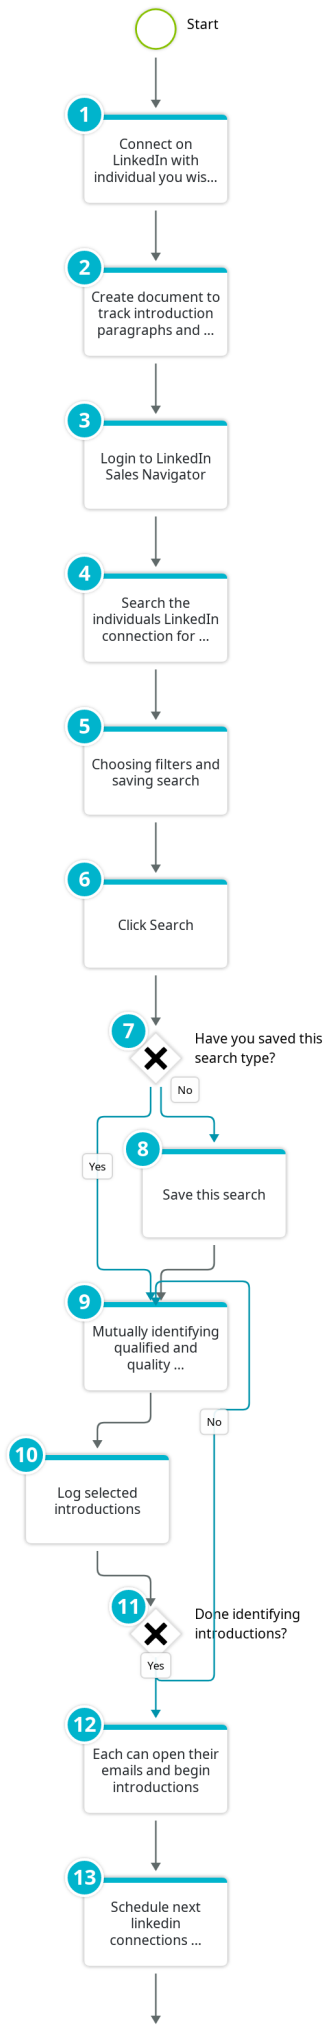 Start
1
Connect on
LinkedIn with
individual you wis...
2
Create document to
track introduction
paragraphs and ...
3
Login to LinkedIn
Sales Navigator
4
Search the
individuals LinkedIn
connection for ...
5
Choosing filters and
saving search
6
Click Search
7
Have you saved this
search type?
No
Yes
8
Save this search
9
Mutually identifying
qualified and
quality ...
No
10
Log selected
introductions
11
Done identifying
introductions?
Yes
12
Each can open their
emails and begin
introductions
13
Schedule next
linkedin
connections ...